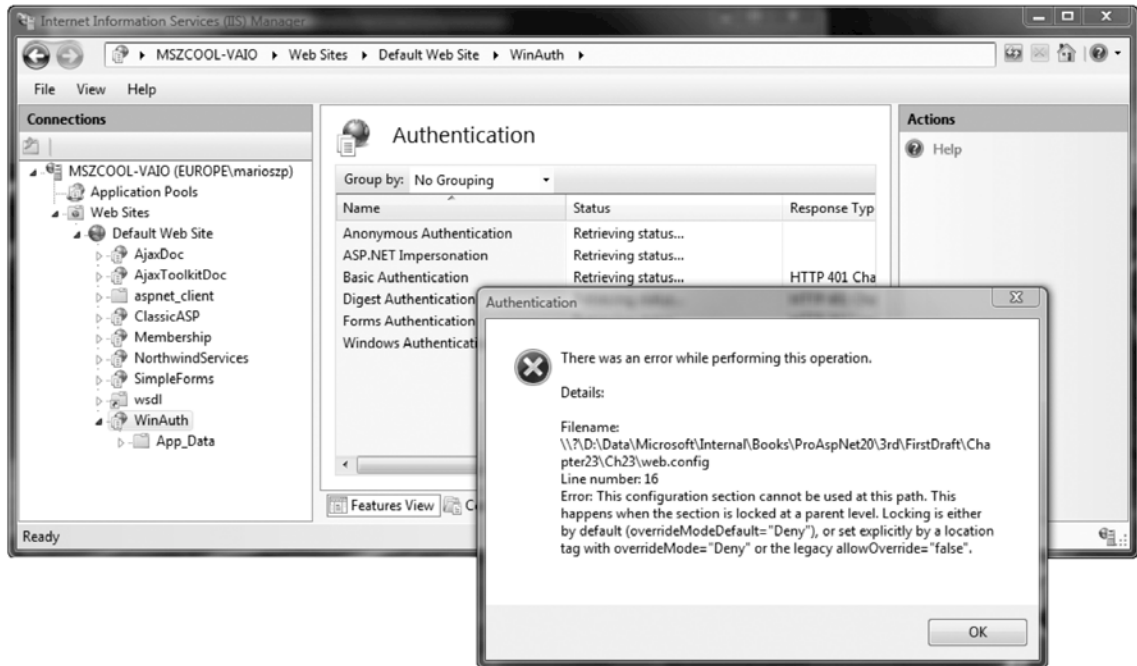 Internet Information Services (IIS) Manager
MSZCOOL-VAIO Web Sites Default Web Site WinAuth
File View Help
Connections
MSZCOOL-VAIO (EUROPE\marioszp)
Application Pools
Web Sites
Default Web Site
AjaxDoc
AjaxToolkitDoc
aspnet_client
ClassicASP
Membership
NorthwindServices
SimpleForms
wsdl
WinAuth
App_Data
Authentication
Group by: No Grouping
Name Status Response Typ
Anonymous Authentication Retrieving status...
ASP.NET Impersonation Retrieving status...
Basic Authentication Retrieving status... HTTP 401 Cha
Digest Authentication
Forms Authentication
Windows Authenticati
Features View C
Actions
Help
Ready
Authentication
There was an error while performing this operation.
Details:
Filename:
\\?\D:\Data\Microsoft\Internal\Books\ProAspNet20\3rd\FirstDraft\Cha
pter23\Ch23\web.config
Line number: 16
Error: This configuration section cannot be used at this path. This
happens when the section is locked at a parent level. Locking is either
by default (overrideModeDefault="Deny"), or set explicitly by a location
tag with overrideMode="Deny" or the legacy allowOverride="false".
OK